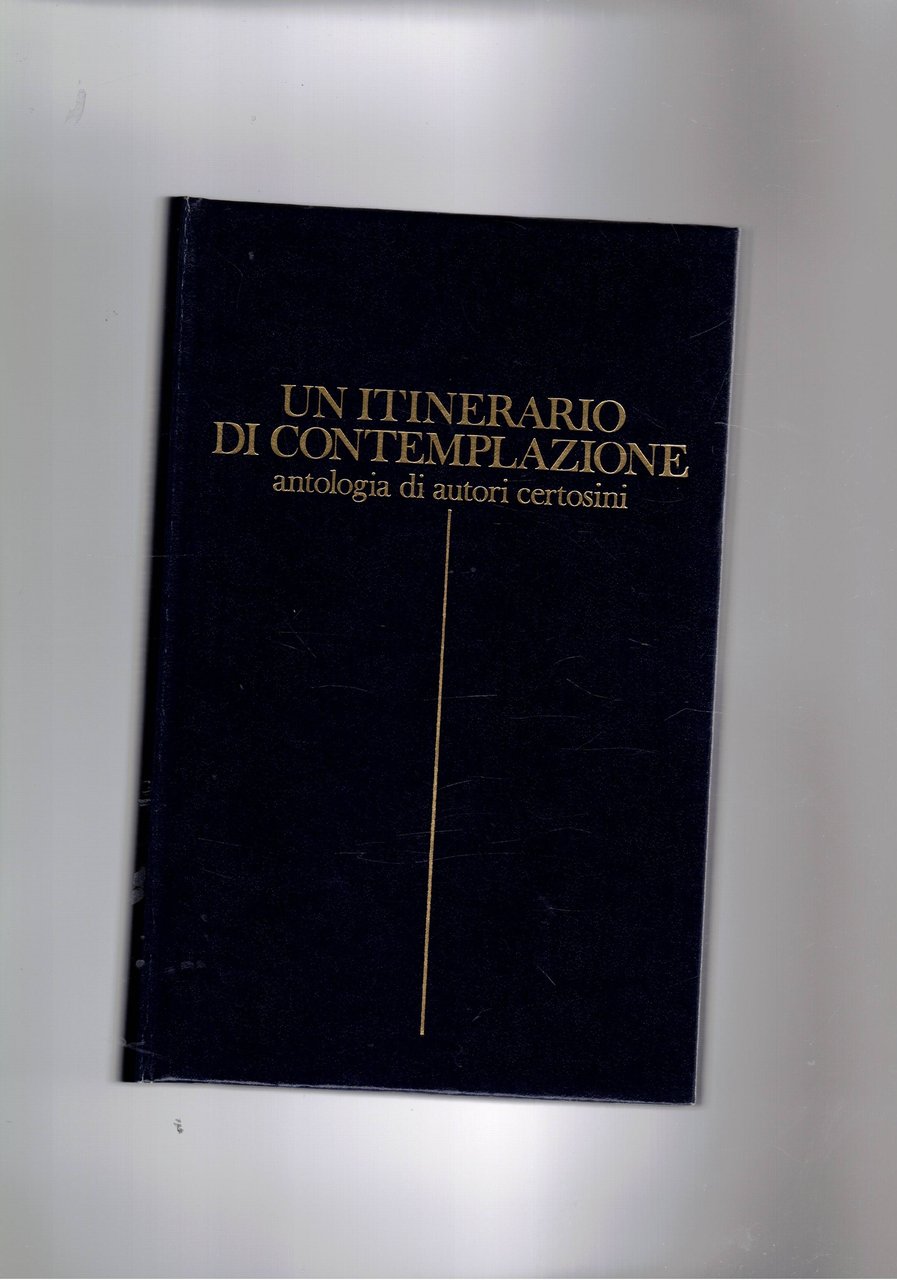 UN ITINERARIO
DI CONTEMPLAZIONE
antologia di autori certosini